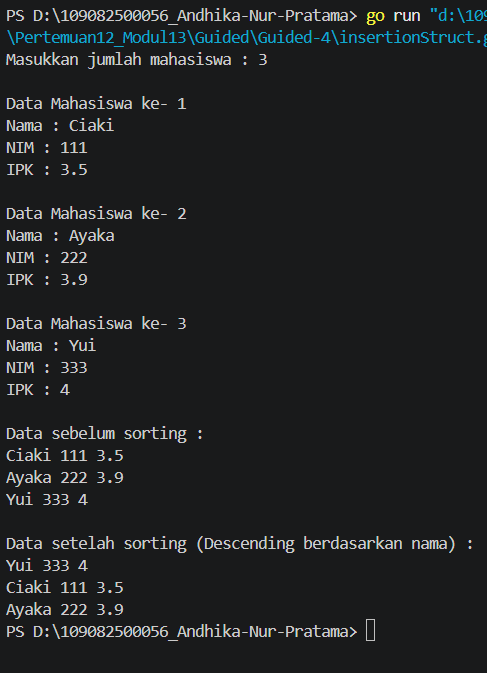 PS D:\109082500056_Andhika-Nur-Pratama> go run "d:\109
\Pertemuan12_Modul13\Guided\Guided-4\insertionStruct.g
Masukkan jumlah mahasiswa : 3
Data Mahasiswa ke- 1
Nama : Ciaki
NIM : 111
IPK : 3.5
Data Mahasiswa ke- 2
Nama : Ayaka
NIM : 222
IPK : 3.9
Data Mahasiswa ke- 3
Nama : Yui
NIM : 333
IPK : 4
Data sebelum sorting :
Ciaki 111 3.5
Ayaka 222 3.9
Yui 333 4
Data setelah sorting (Descending berdasarkan nama) :
Yui 333 4
Ciaki 111 3.5
Ayaka 222 3.9
PS D:\109082500056_Andhika-Nur-Pratama>